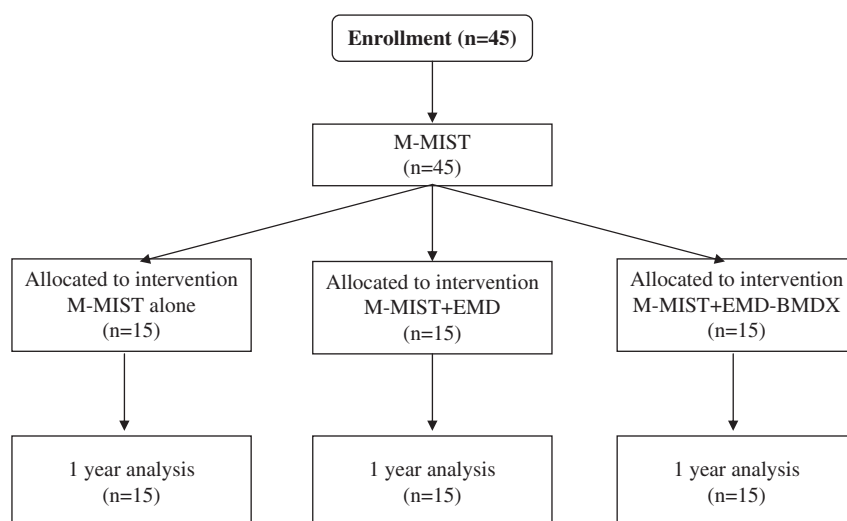 Enrollment (n=45)
M-MIST
(n=45)
Allocated to intervention
M-MIST alone
(n=15)
Allocated to intervention
M-MIST+EMD
(n=15)
Allocated to intervention
M-MIST+EMD-BMDX
(n=15)
1 year analysis
(n=15)
1 year analysis
(n=15)
1 year analysis
(n=15)